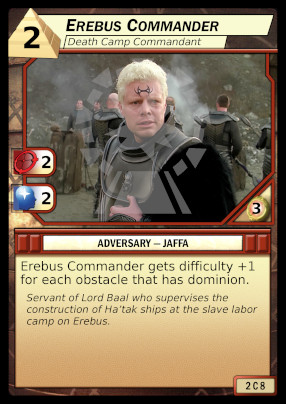 2
Erebus Commander
Death Camp Commandant
2
2
3
ADVERSARY – JAFFA
Erebus Commander gets difficulty +1
for each obstacle that has dominion.
Servant of Lord Baal who supervises the
construction of Ha'tak ships at the slave labor
camp on Erebus.
2 C 8